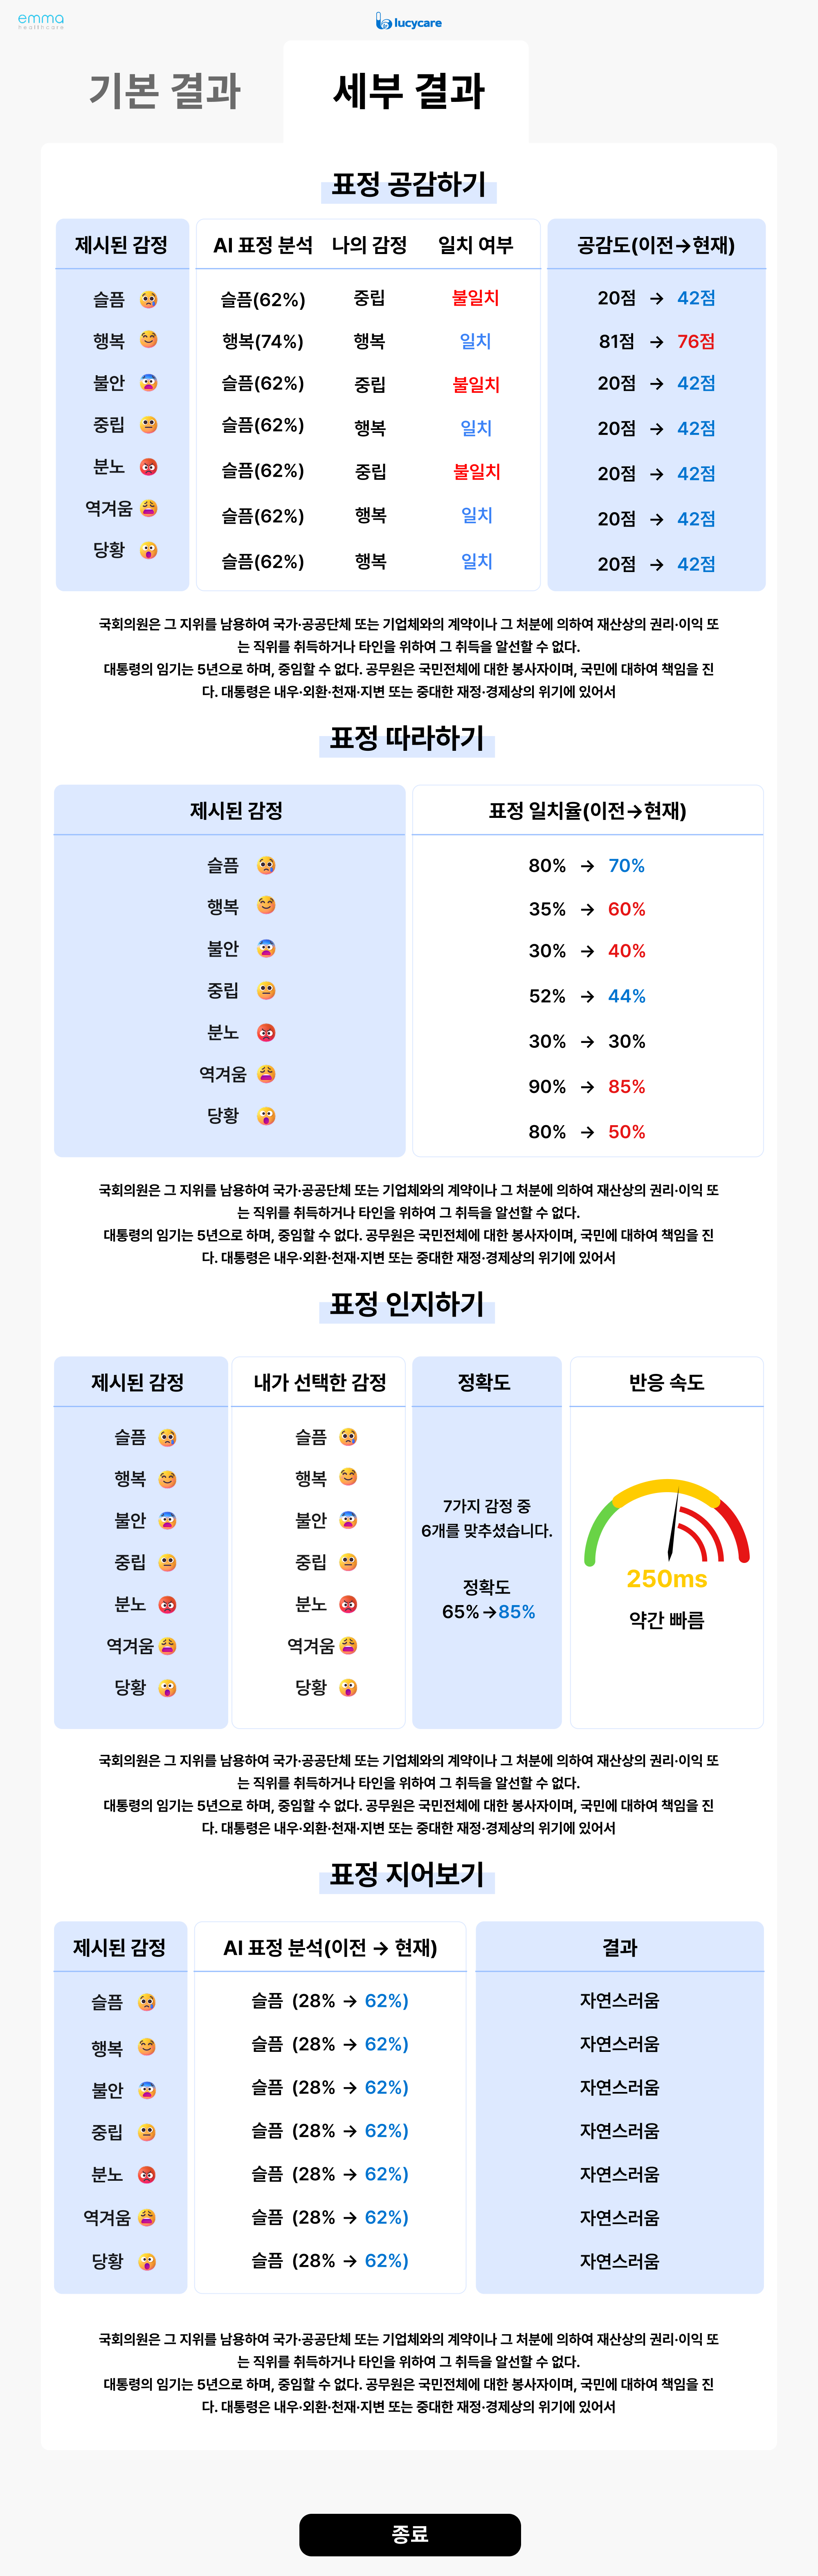 emma
healthcare
lucycare
기본 결과
세부 결과
표정 공감하기
제시된 감정 AI 표정 분석 나의 감정 일치 여부 공감도(이전→현재)
슬픔 슬픔(62%) 중립 불일치 20점 → 42점
행복 행복(74%) 행복 일치 81점 → 76점
불안 슬픔(62%) 중립 불일치 20점 → 42점
중립 슬픔(62%) 행복 일치 20점 → 42점
분노 슬픔(62%) 중립 불일치 20점 → 42점
역겨움 슬픔(62%) 행복 일치 20점 → 42점
당황 슬픔(62%) 행복 일치 20점 → 42점
국회의원은 그 지위를 남용하여 국가·공공단체 또는 기업체와의 계약이나 그 처분에 의하여 재산상의 권리·이익 또
는 직위를 취득하거나 타인을 위하여 그 취득을 알선할 수 없다.
대통령의 임기는 5년으로 하며, 중임할 수 없다. 공무원은 국민전체에 대한 봉사자이며, 국민에 대하여 책임을 진
다. 대통령은 내우·외환·천재·지변 또는 중대한 재정·경제상의 위기에 있어서
표정 따라하기
제시된 감정 표정 일치율(이전→현재)
슬픔 80% → 70%
행복 35% → 60%
불안 30% → 40%
중립 52% → 44%
분노 30% → 30%
역겨움 90% → 85%
당황 80% → 50%
국회의원은 그 지위를 남용하여 국가·공공단체 또는 기업체와의 계약이나 그 처분에 의하여 재산상의 권리·이익 또
는 직위를 취득하거나 타인을 위하여 그 취득을 알선할 수 없다.
대통령의 임기는 5년으로 하며, 중임할 수 없다. 공무원은 국민전체에 대한 봉사자이며, 국민에 대하여 책임을 진
다. 대통령은 내우·외환·천재·지변 또는 중대한 재정·경제상의 위기에 있어서
표정 인지하기
제시된 감정 내가 선택한 감정 정확도 반응 속도
슬픔 슬픔
행복 행복
불안 불안
중립 중립
분노 분노
역겨움 역겨움
당황 당황
7가지 감정 중
6개를 맞추셨습니다.
정확도
65%→85%
250ms
약간 빠름
국회의원은 그 지위를 남용하여 국가·공공단체 또는 기업체와의 계약이나 그 처분에 의하여 재산상의 권리·이익 또
는 직위를 취득하거나 타인을 위하여 그 취득을 알선할 수 없다.
대통령의 임기는 5년으로 하며, 중임할 수 없다. 공무원은 국민전체에 대한 봉사자이며, 국민에 대하여 책임을 진
다. 대통령은 내우·외환·천재·지변 또는 중대한 재정·경제상의 위기에 있어서
표정 지어보기
제시된 감정 AI 표정 분석(이전 → 현재) 결과
슬픔 슬픔 (28% → 62%) 자연스러움
행복 슬픔 (28% → 62%) 자연스러움
불안 슬픔 (28% → 62%) 자연스러움
중립 슬픔 (28% → 62%) 자연스러움
분노 슬픔 (28% → 62%) 자연스러움
역겨움 슬픔 (28% → 62%) 자연스러움
당황 슬픔 (28% → 62%) 자연스러움
국회의원은 그 지위를 남용하여 국가·공공단체 또는 기업체와의 계약이나 그 처분에 의하여 재산상의 권리·이익 또
는 직위를 취득하거나 타인을 위하여 그 취득을 알선할 수 없다.
대통령의 임기는 5년으로 하며, 중임할 수 없다. 공무원은 국민전체에 대한 봉사자이며, 국민에 대하여 책임을 진
다. 대통령은 내우·외환·천재·지변 또는 중대한 재정·경제상의 위기에 있어서
종료